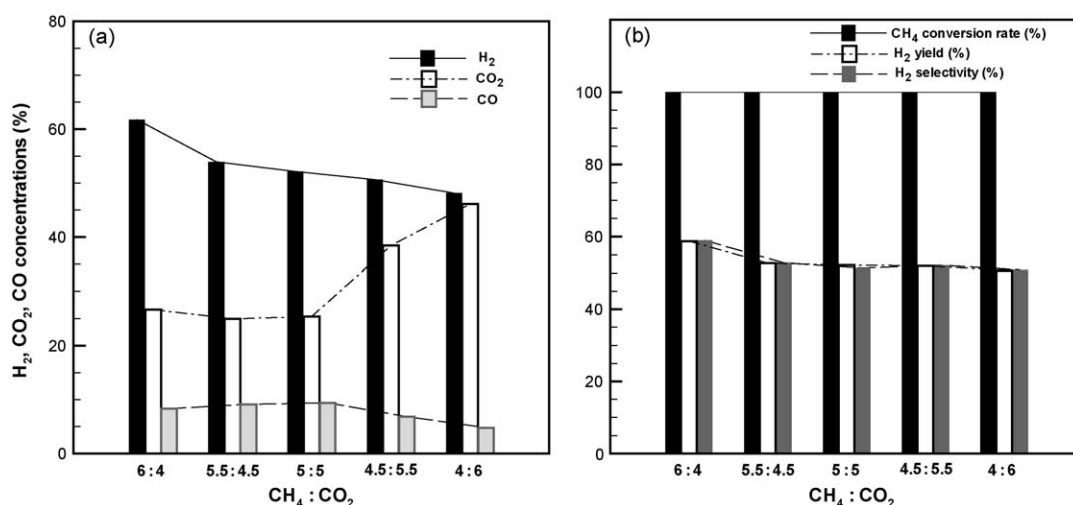 (a)
H₂
CO₂
CO
H₂, CO₂, CO concentrations (%)
80
60
40
20
0
6 : 4
5.5 : 4.5
5 : 5
4.5 : 5.5
4 : 6
CH₄ : CO₂
(b)
CH₄ conversion rate (%)
H₂ yield (%)
H₂ selectivity (%)
100
80
60
40
20
0
6 : 4
5.5 : 4.5
5 : 5
4.5 : 5.5
4 : 6
CH₄ : CO₂